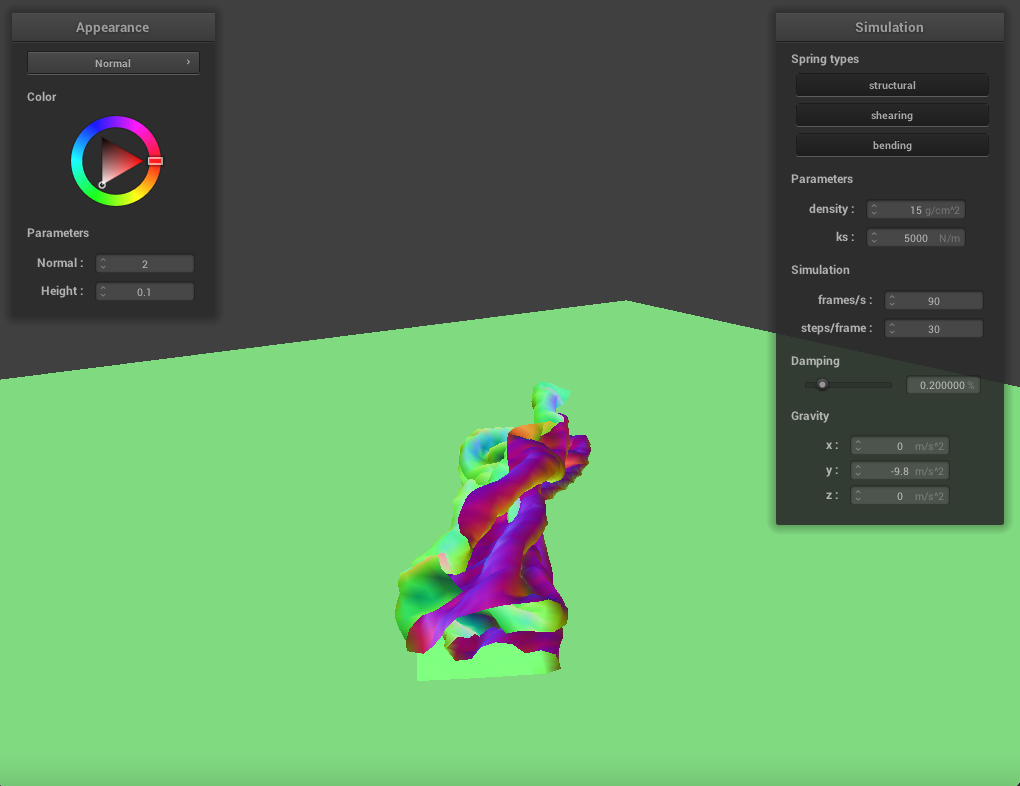 Appearance
Normal ›
Color
Parameters
Normal : 2
Height : 0.1
Simulation
Spring types
structural
shearing
bending
Parameters
density : 15 g/cm^2
ks : 5000 N/m
Simulation
frames/s : 90
steps/frame : 30
Damping
0.200000 %
Gravity
x : 0 m/s^2
y : -9.8 m/s^2
z : 0 m/s^2